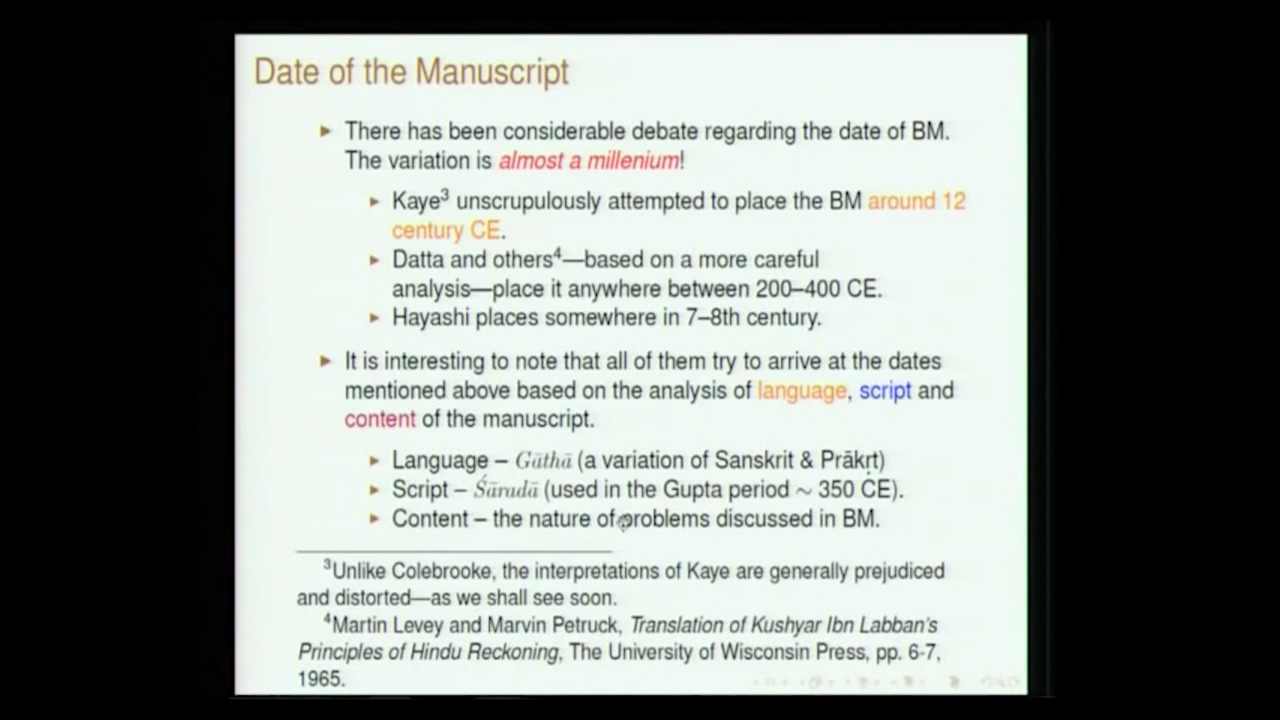 Date of the Manuscript
► There has been considerable debate regarding the date of BM.
The variation is almost a millenium!
► Kaye³ unscrupulously attempted to place the BM around 12
century CE.
► Datta and others⁴—based on a more careful
analysis—place it anywhere between 200–400 CE.
► Hayashi places somewhere in 7–8th century.
► It is interesting to note that all of them try to arrive at the dates
mentioned above based on the analysis of language, script and
content of the manuscript.
► Language – Gāthā (a variation of Sanskrit & Prākṛt)
► Script – Śāradā (used in the Gupta period ∼ 350 CE).
► Content – the nature of problems discussed in BM.
³Unlike Colebrooke, the interpretations of Kaye are generally prejudiced
and distorted—as we shall see soon.
⁴Martin Levey and Marvin Petruck, Translation of Kushyar Ibn Labban's
Principles of Hindu Reckoning, The University of Wisconsin Press, pp. 6-7,
1965.